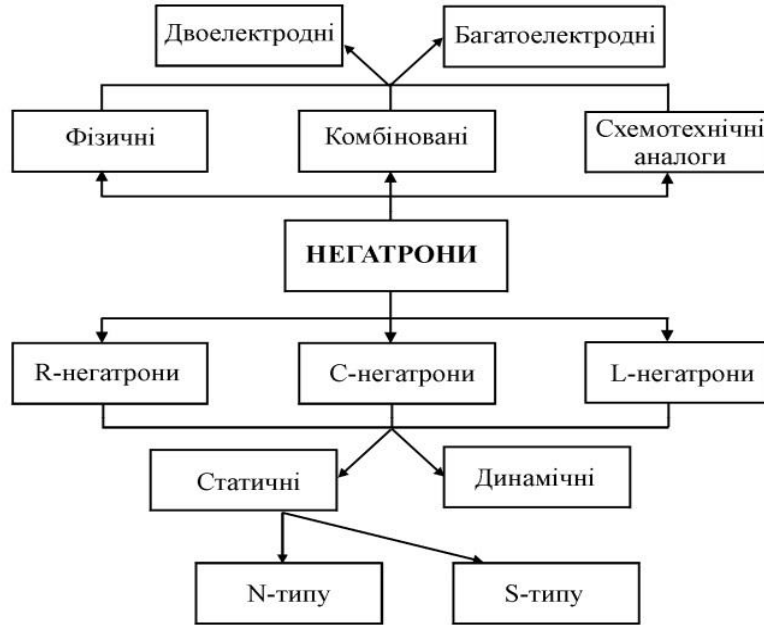 Двоелектродні
Багатоелектродні
Фізичні
Комбіновані
Схемотехнічні
аналоги
НЕГАТРОНИ
R-негатрони
C-негатрони
L-негатрони
Статичні
Динамічні
N-типу
S-типу